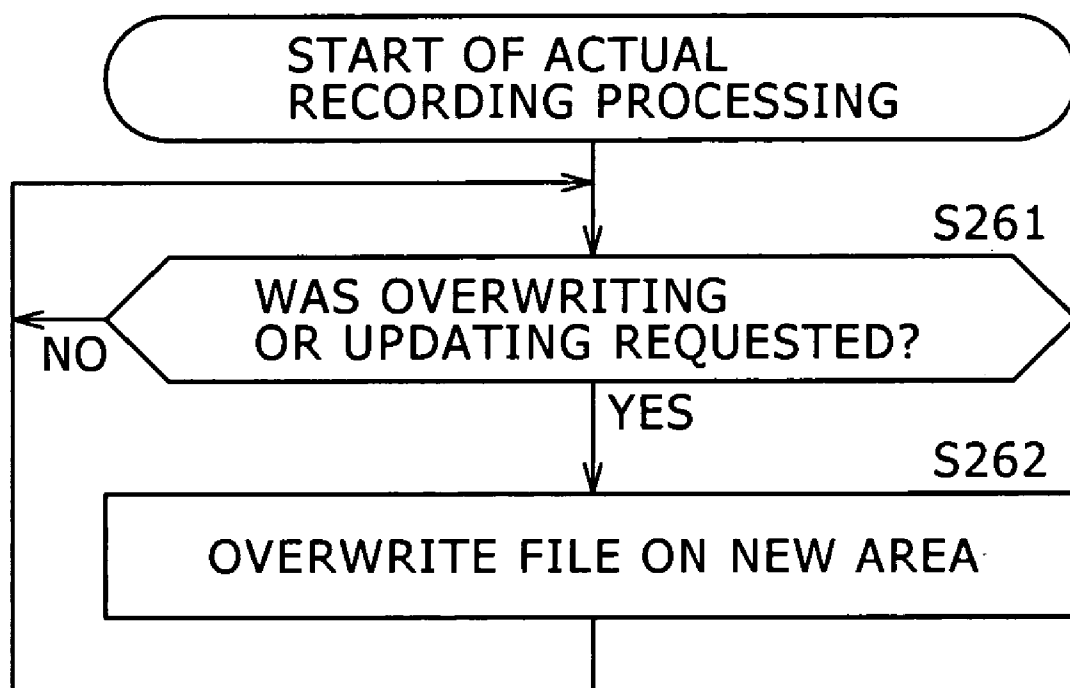 START OF ACTUAL
RECORDING PROCESSING
S261
WAS OVERWRITING
OR UPDATING REQUESTED?
NO
YES
S262
OVERWRITE FILE ON NEW AREA